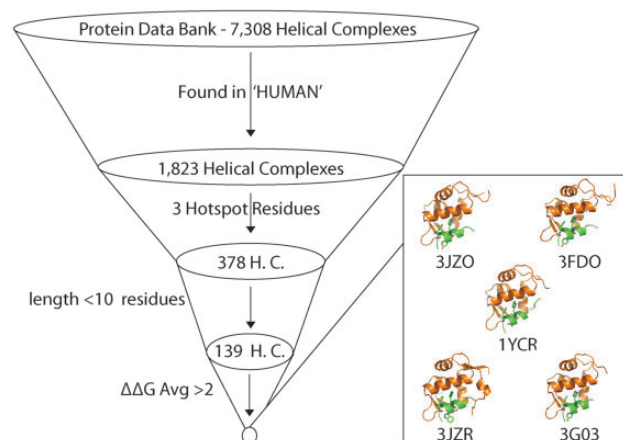 Protein Data Bank - 7,308 Helical Complexes
Found in ‘HUMAN’
1,823 Helical Complexes
3 Hotspot Residues
378 H. C.
length <10 residues
139 H. C.
ΔΔG Avg >2
3JZO
3FDO
1YCR
3JZR
3G03